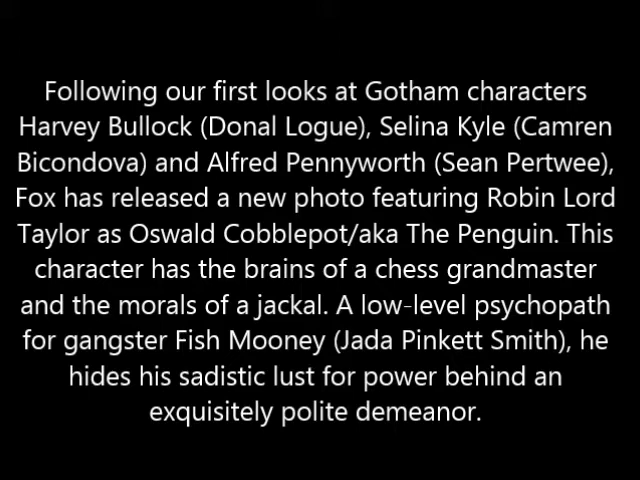 Following our first looks at Gotham characters
Harvey Bullock (Donal Logue), Selina Kyle (Camren
Bicondova) and Alfred Pennyworth (Sean Pertwee),
Fox has released a new photo featuring Robin Lord
Taylor as Oswald Cobblepot/aka The Penguin. This
character has the brains of a chess grandmaster
and the morals of a jackal. A low-level psychopath
for gangster Fish Mooney (Jada Pinkett Smith), he
hides his sadistic lust for power behind an
exquisitely polite demeanor.